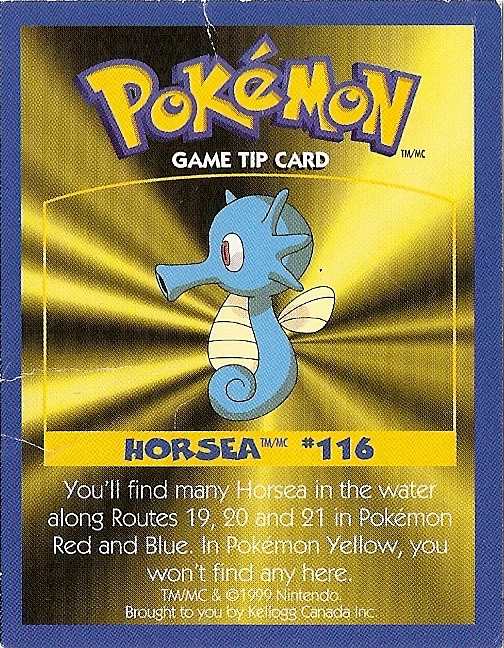 POKéMON TM/MC
GAME TIP CARD
HORSEA TM/MC #116
You'll find many Horsea in the water
along Routes 19, 20 and 21 in Pokémon
Red and Blue. In Pokémon Yellow, you
won't find any here.
TM/MC & ©1999 Nintendo.
Brought to you by Kellogg Canada Inc.